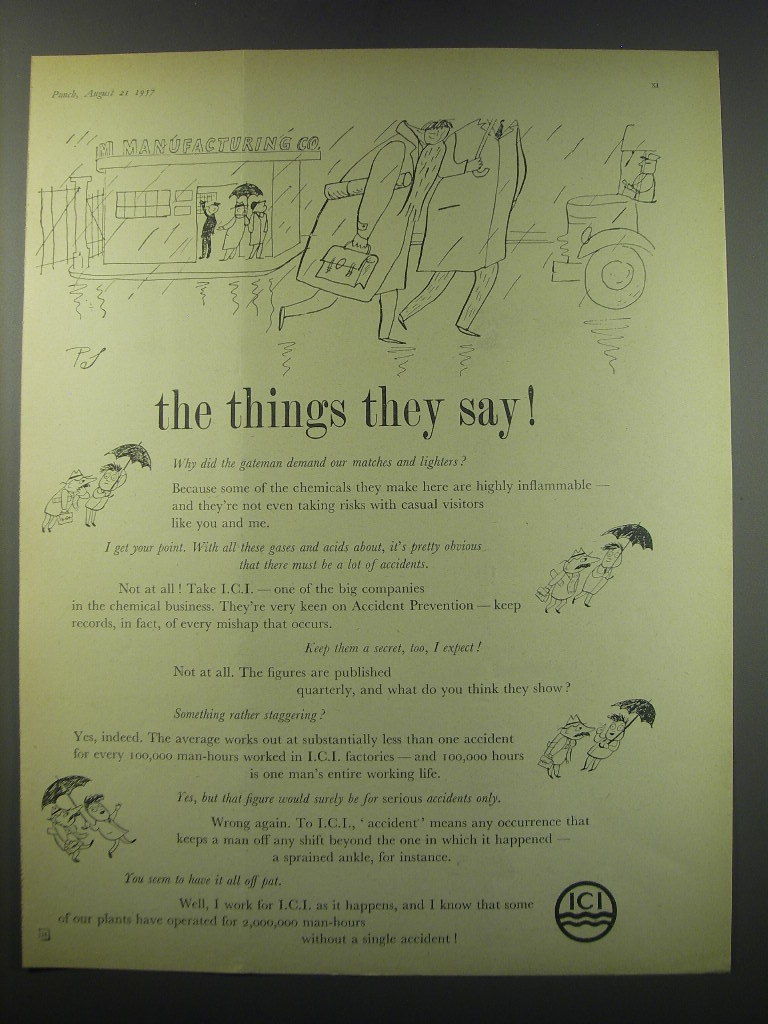 Punch, August 21 1957
XI
M MANUFACTURING CO.
PS
the things they say!
Why did the gateman demand our matches and lighters?
Because some of the chemicals they make here are highly inflammable —
and they're not even taking risks with casual visitors
like you and me.
I get your point. With all these gases and acids about, it's pretty obvious
that there must be a lot of accidents.
Not at all! Take I.C.I. — one of the big companies
in the chemical business. They're very keen on Accident Prevention — keep
records, in fact, of every mishap that occurs.
Keep them a secret, too, I expect!
Not at all. The figures are published
quarterly, and what do you think they show?
Something rather staggering?
Yes, indeed. The average works out at substantially less than one accident
for every 100,000 man-hours worked in I.C.I. factories — and 100,000 hours
is one man's entire working life.
Yes, but that figure would surely be for serious accidents only.
Wrong again. To I.C.I., 'accident' means any occurrence that
keeps a man off any shift beyond the one in which it happened —
a sprained ankle, for instance.
You seem to have it all off pat.
Well, I work for I.C.I. as it happens, and I know that some
of our plants have operated for 2,000,000 man-hours
without a single accident!
ICI